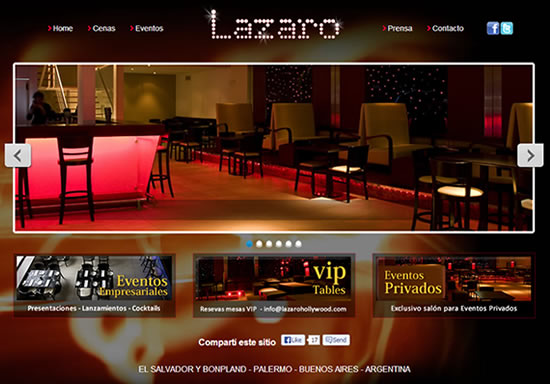 Home
Cenas
Eventos
Lazaro
Prensa
Contacto
Eventos
Empresariales
Presentaciones - Lanzamientos - Cocktails
vip
Tables
Resevas mesas VIP - info@lazarohollywood.com
Eventos
Privados
Exclusivo salón para Eventos Privados
Compartí este sitio
Like
17
Send
EL SALVADOR Y BONPLAND - PALERMO - BUENOS AIRES - ARGENTINA